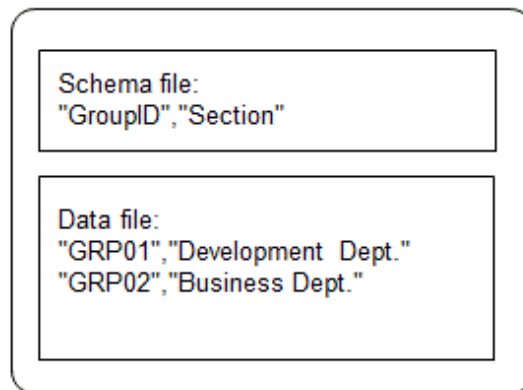 Schema file:
"GroupID","Section"
Data file:
"GRP01","Development  Dept."
"GRP02","Business Dept."